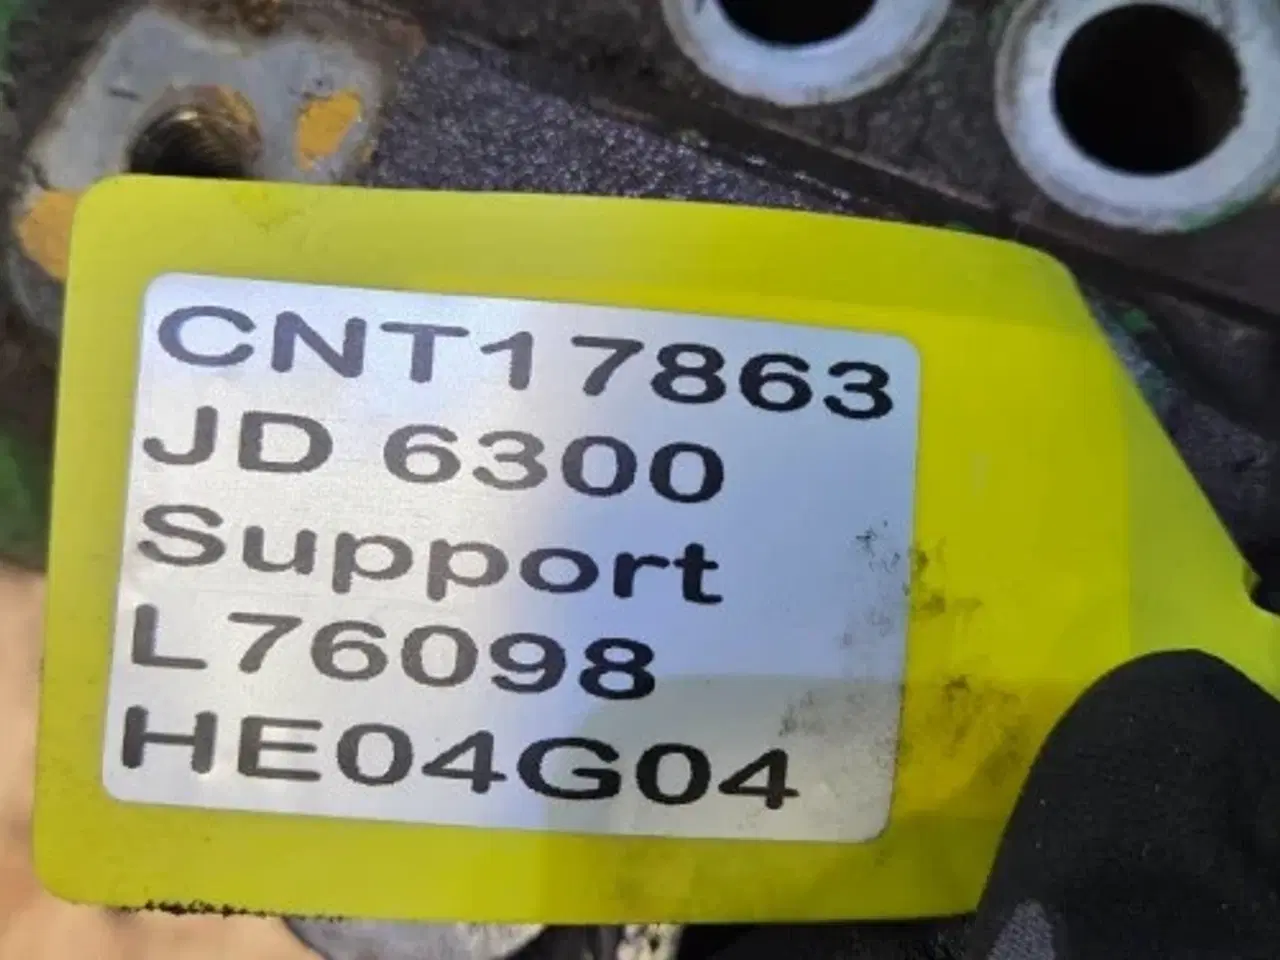 CNT17863
JD 6300
Support
L76098
HE04G04